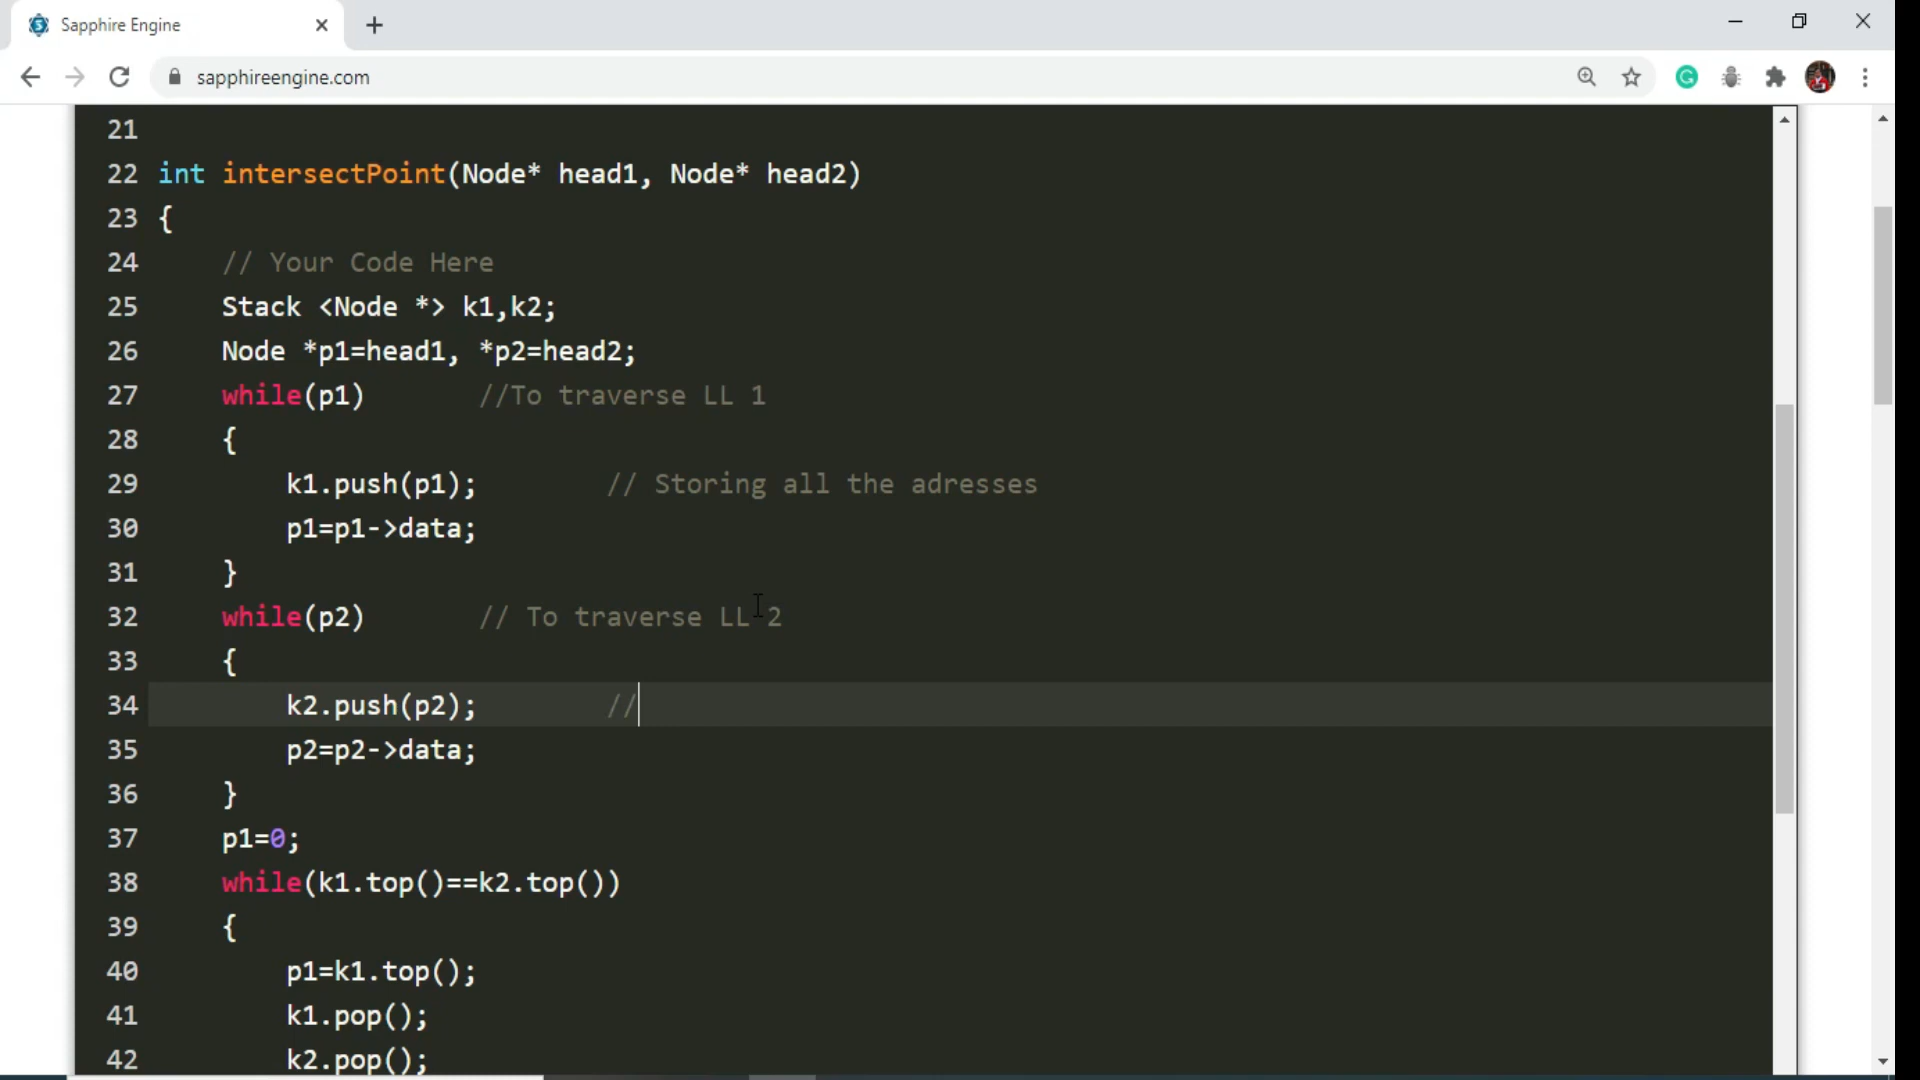 Sapphire Engine
sapphireengine.com
21
22 int intersectPoint(Node* head1, Node* head2)
23 {
24 // Your Code Here
25 Stack <Node *> k1,k2;
26 Node *p1=head1, *p2=head2;
27 while(p1) //To traverse LL 1
28 {
29 k1.push(p1); // Storing all the adresses
30 p1=p1->data;
31 }
32 while(p2) // To traverse LL 2
33 {
34 k2.push(p2); //
35 p2=p2->data;
36 }
37 p1=0;
38 while(k1.top()==k2.top())
39 {
40 p1=k1.top();
41 k1.pop();
42 k2.pop();